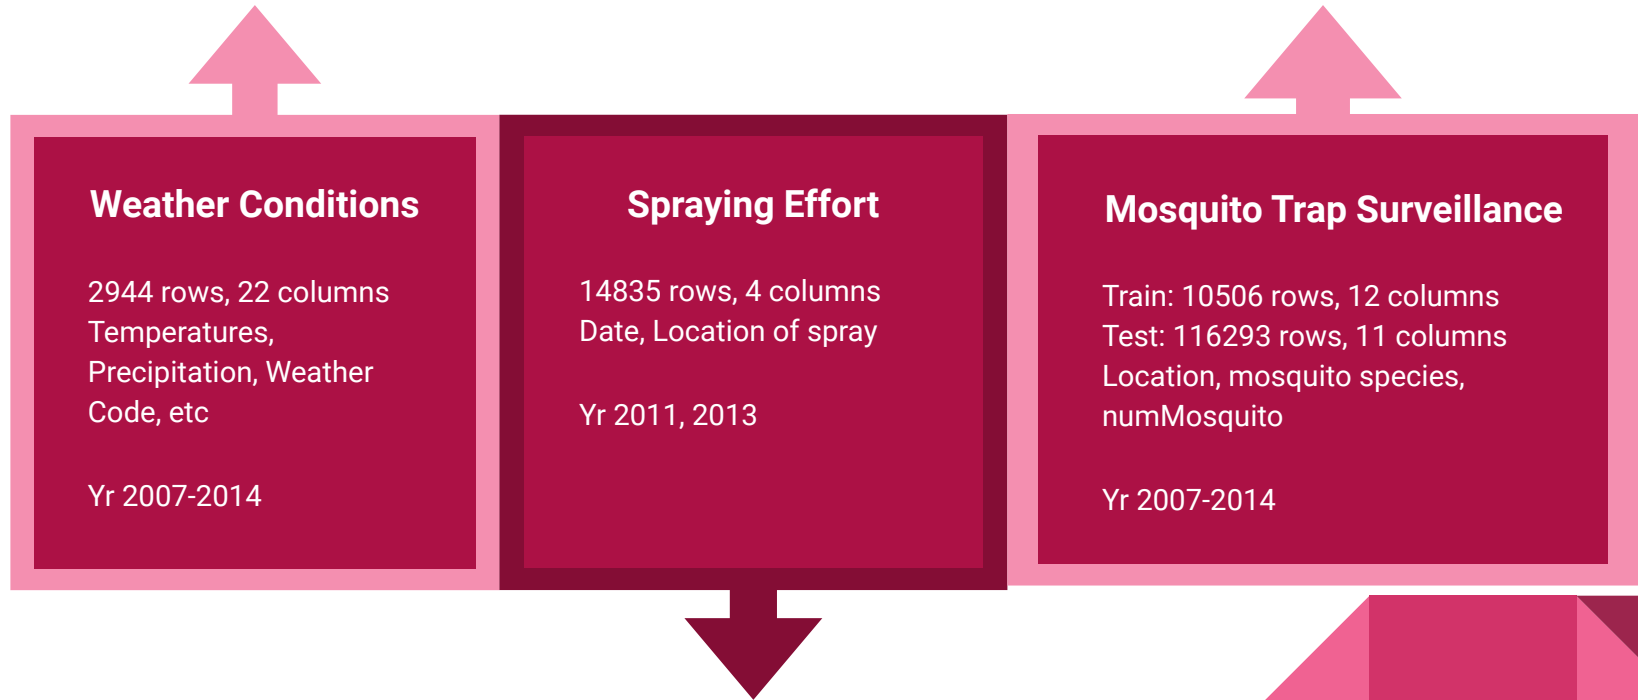 Weather Conditions
2944 rows, 22 columns
Temperatures,
Precipitation, Weather
Code, etc
Yr 2007-2014
Spraying Effort
14835 rows, 4 columns
Date, Location of spray
Yr 2011, 2013
Mosquito Trap Surveillance
Train: 10506 rows, 12 columns
Test: 116293 rows, 11 columns
Location, mosquito species,
numMosquito
Yr 2007-2014